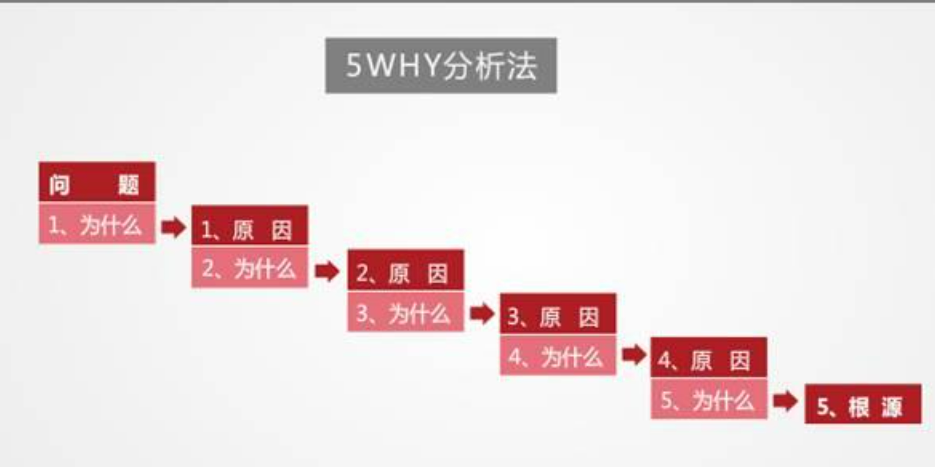 5WHY分析法
问 题
1、为什么
1、原 因
2、为什么
2、原 因
3、为什么
3、原 因
4、为什么
4、原 因
5、为什么
5、根 源